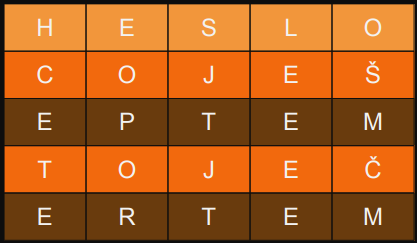 H E S L O
C O J E Š
E P T E M
T O J E Č
E R T E M